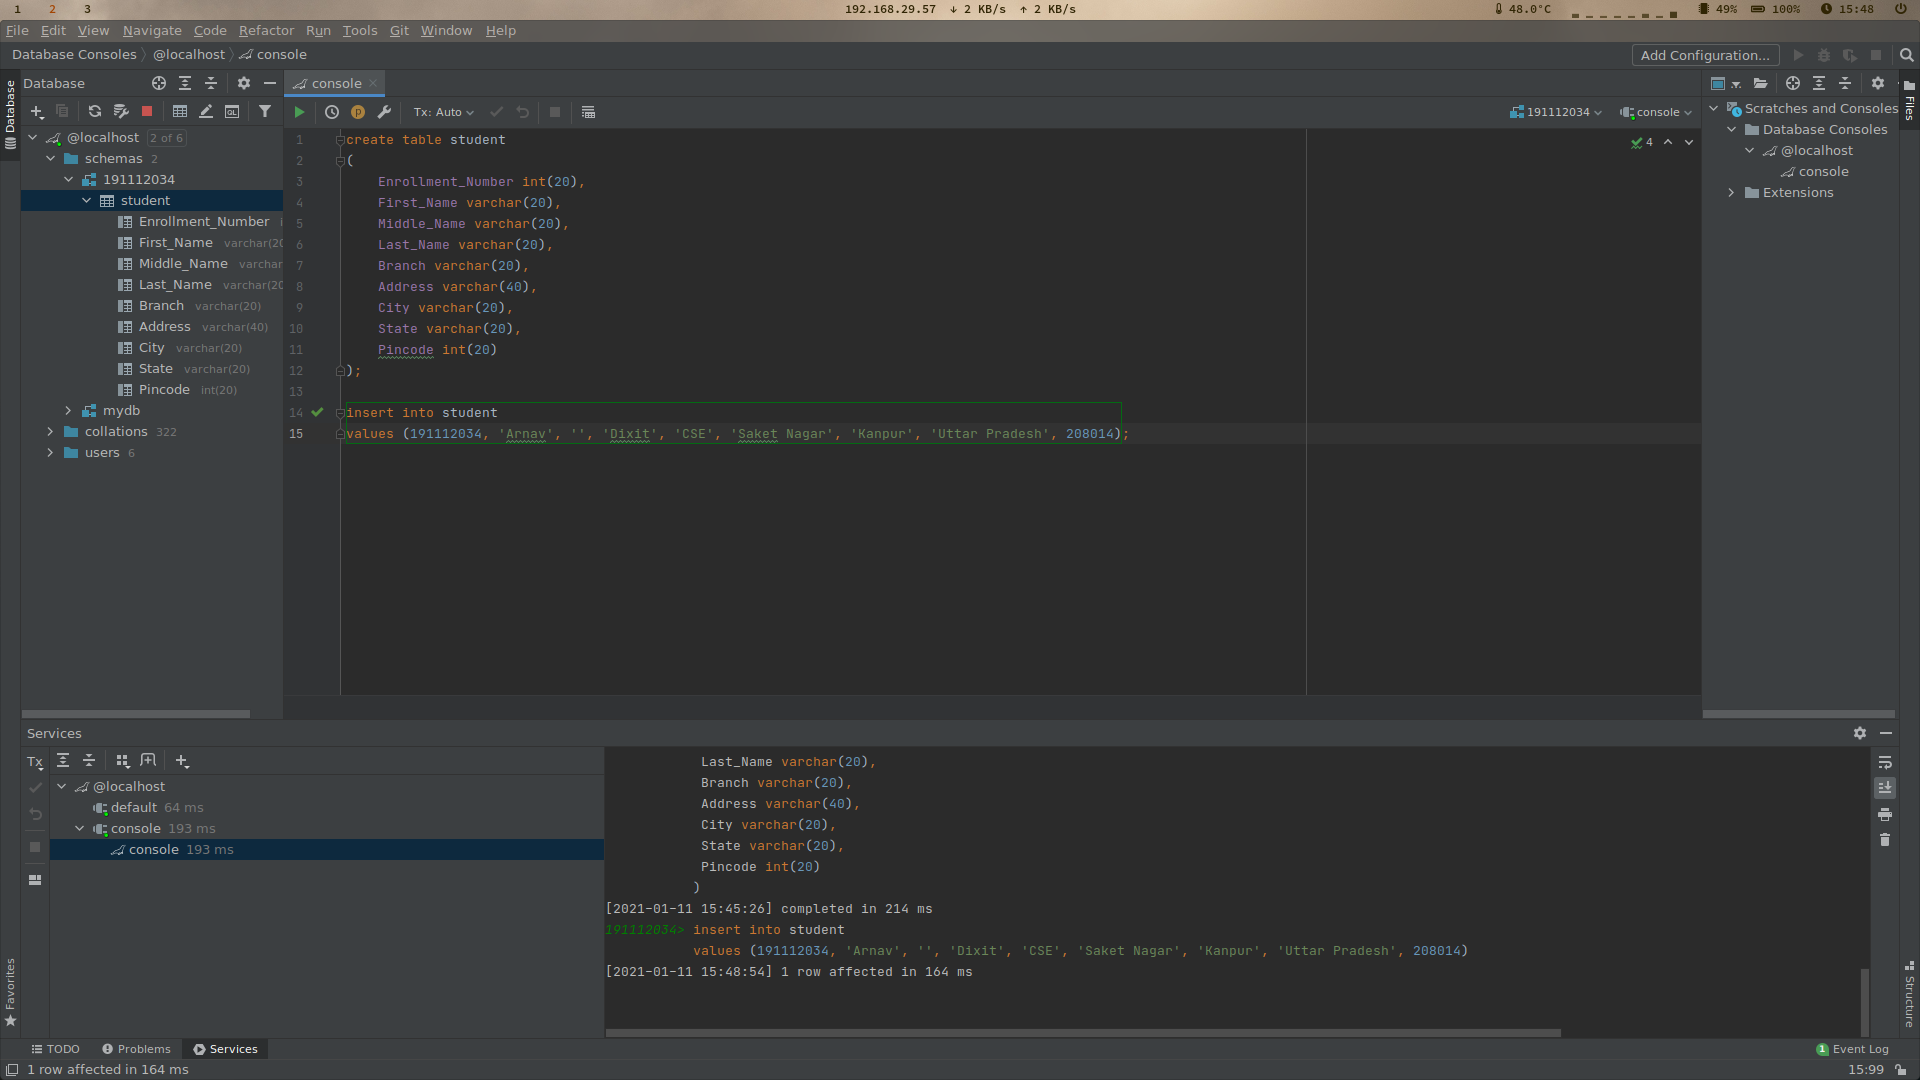 1 2 3 192.168.29.57 ↓ 2 KB/s ↑ 2 KB/s 48.0°C 49% 100% 15:48
File Edit View Navigate Code Refactor Run Tools Git Window Help
Database Consoles @localhost console Add Configuration...
Database
console
Tx: Auto 191112034 console
Database
@localhost 2 of 6
schemas 2
191112034
student
Enrollment_Number
First_Name varchar(20
Middle_Name varchar
Last_Name varchar(20
Branch varchar(20)
Address varchar(40)
City varchar(20)
State varchar(20)
Pincode int(20)
mydb
collations 322
users 6
1 create table student
2 (
3 Enrollment_Number int(20),
4 First_Name varchar(20),
5 Middle_Name varchar(20),
6 Last_Name varchar(20),
7 Branch varchar(20),
8 Address varchar(40),
9 City varchar(20),
10 State varchar(20),
11 Pincode int(20)
12 );
13
14 insert into student
15 values (191112034, 'Arnav', '', 'Dixit', 'CSE', 'Saket Nagar', 'Kanpur', 'Uttar Pradesh', 208014);
4
Scratches and Consoles
Database Consoles
@localhost
console
Extensions
Files
Services
Tx
@localhost
default 64 ms
console 193 ms
console 193 ms
Last_Name varchar(20),
Branch varchar(20),
Address varchar(40),
City varchar(20),
State varchar(20),
Pincode int(20)
)
[2021-01-11 15:45:26] completed in 214 ms
191112034> insert into student
values (191112034, 'Arnav', '', 'Dixit', 'CSE', 'Saket Nagar', 'Kanpur', 'Uttar Pradesh', 208014)
[2021-01-11 15:48:54] 1 row affected in 164 ms
Favorites
Structure
TODO Problems Services 1 Event Log
1 row affected in 164 ms 15:99